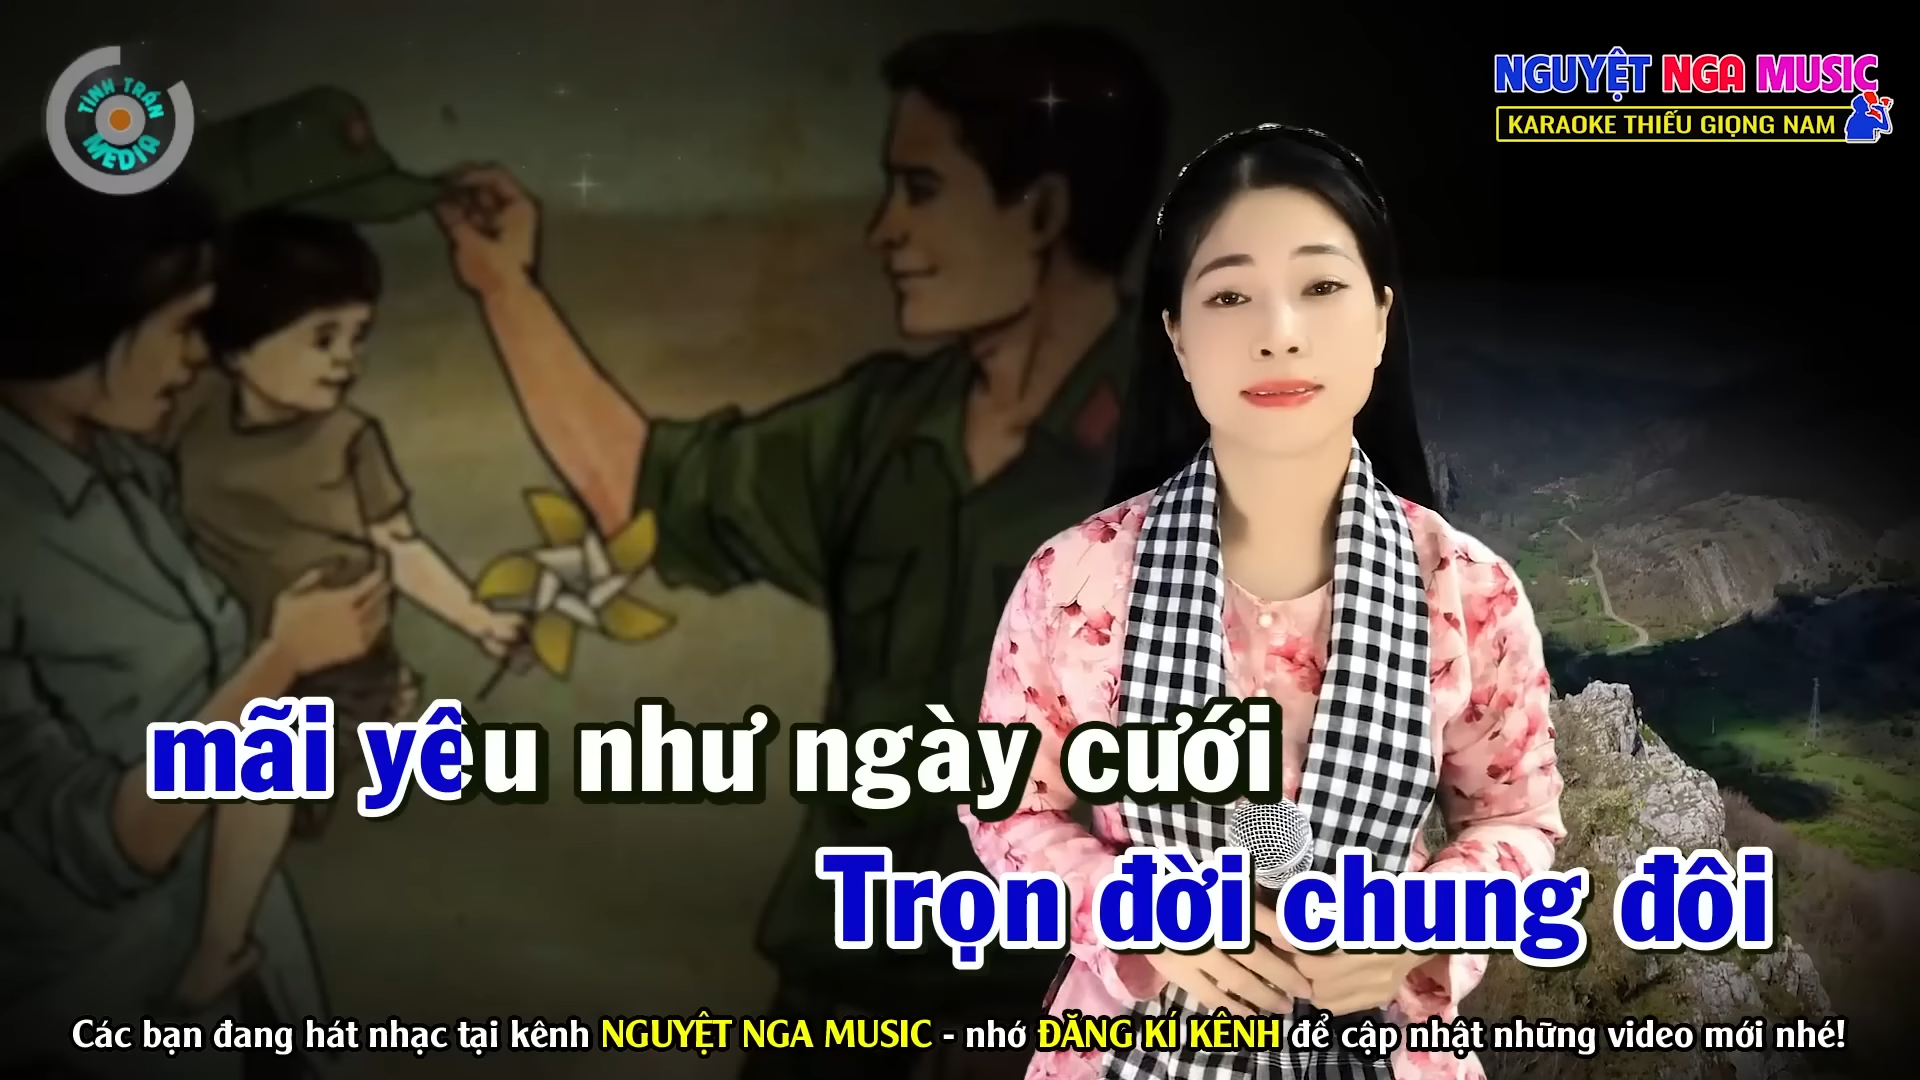 TÌNH TRẦN
MEDIA
NGUYỆT NGA MUSIC
KARAOKE THIẾU GIỌNG NAM
mãi yêu như ngày cưới
Trọn đời chung đôi
Các bạn đang hát nhạc tại kênh NGUYỆT NGA MUSIC - nhớ ĐĂNG KÍ KÊNH để cập nhật những video mới nhé!